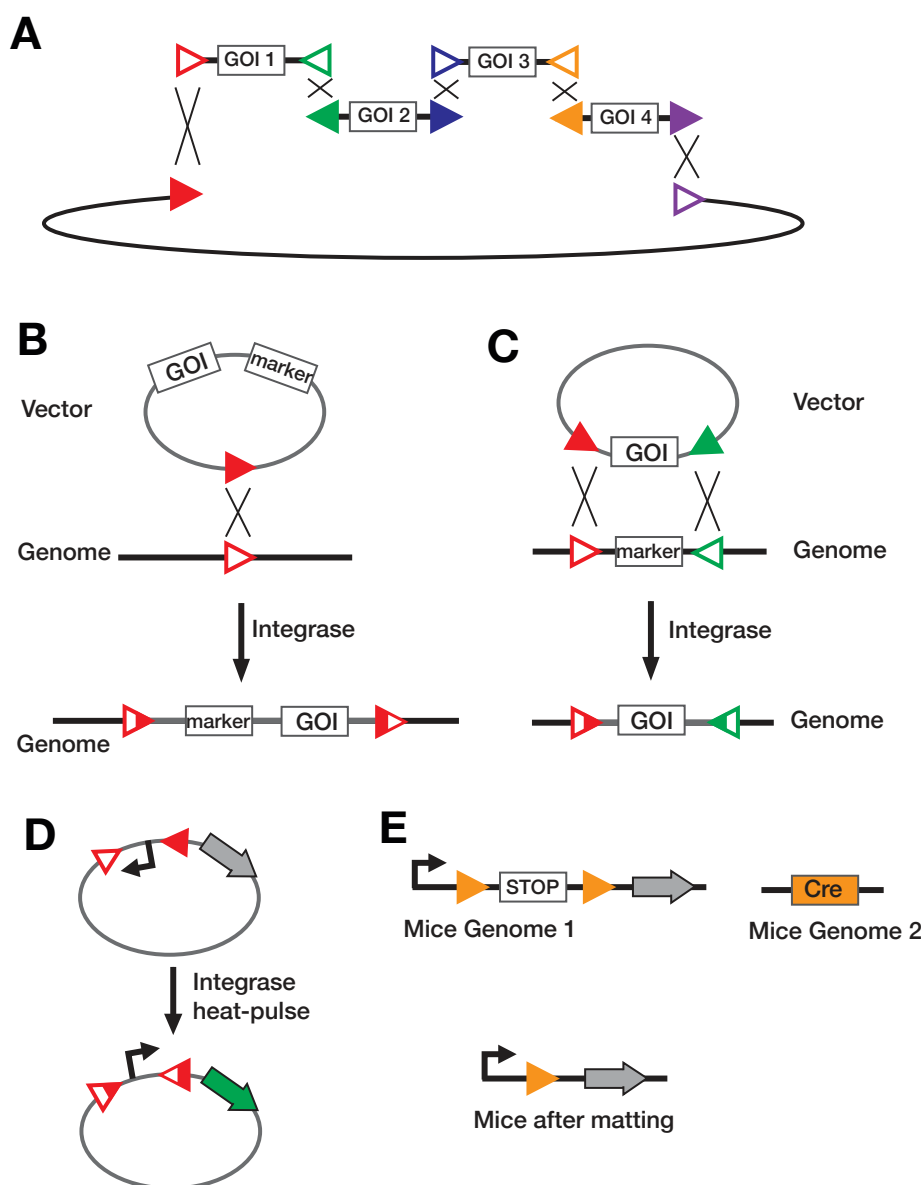 A
GOI 1
GOI 3
GOI 2
GOI 4
B
GOI
marker
Vector
Genome
Integrase
marker
GOI
Genome
C
Vector
GOI
marker
Genome
Integrase
GOI
Genome
D
Integrase
heat-pulse
E
STOP
Cre
Mice Genome 1
Mice Genome 2
Mice after matting